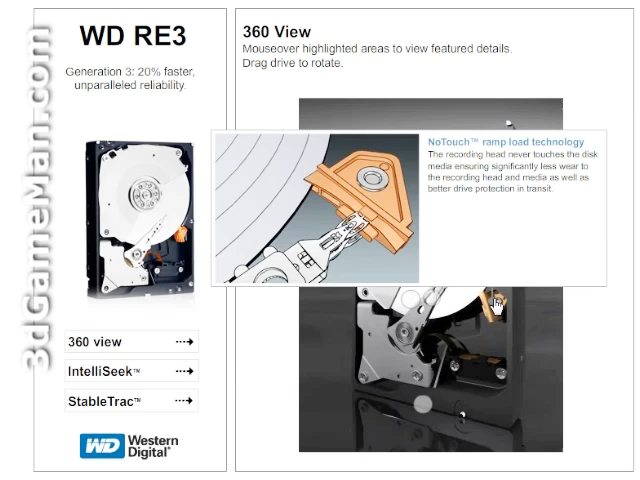 3dGameMan.com
WD RE3
Generation 3: 20% faster,
unparalleled reliability.
360 view
IntelliSeek™
StableTrac™
WD Western
Digital®
360 View
Mouseover highlighted areas to view featured details.
Drag drive to rotate.
NoTouch™ ramp load technology
The recording head never touches the disk
media ensuring significantly less wear to
the recording head and media as well as
better drive protection in transit.